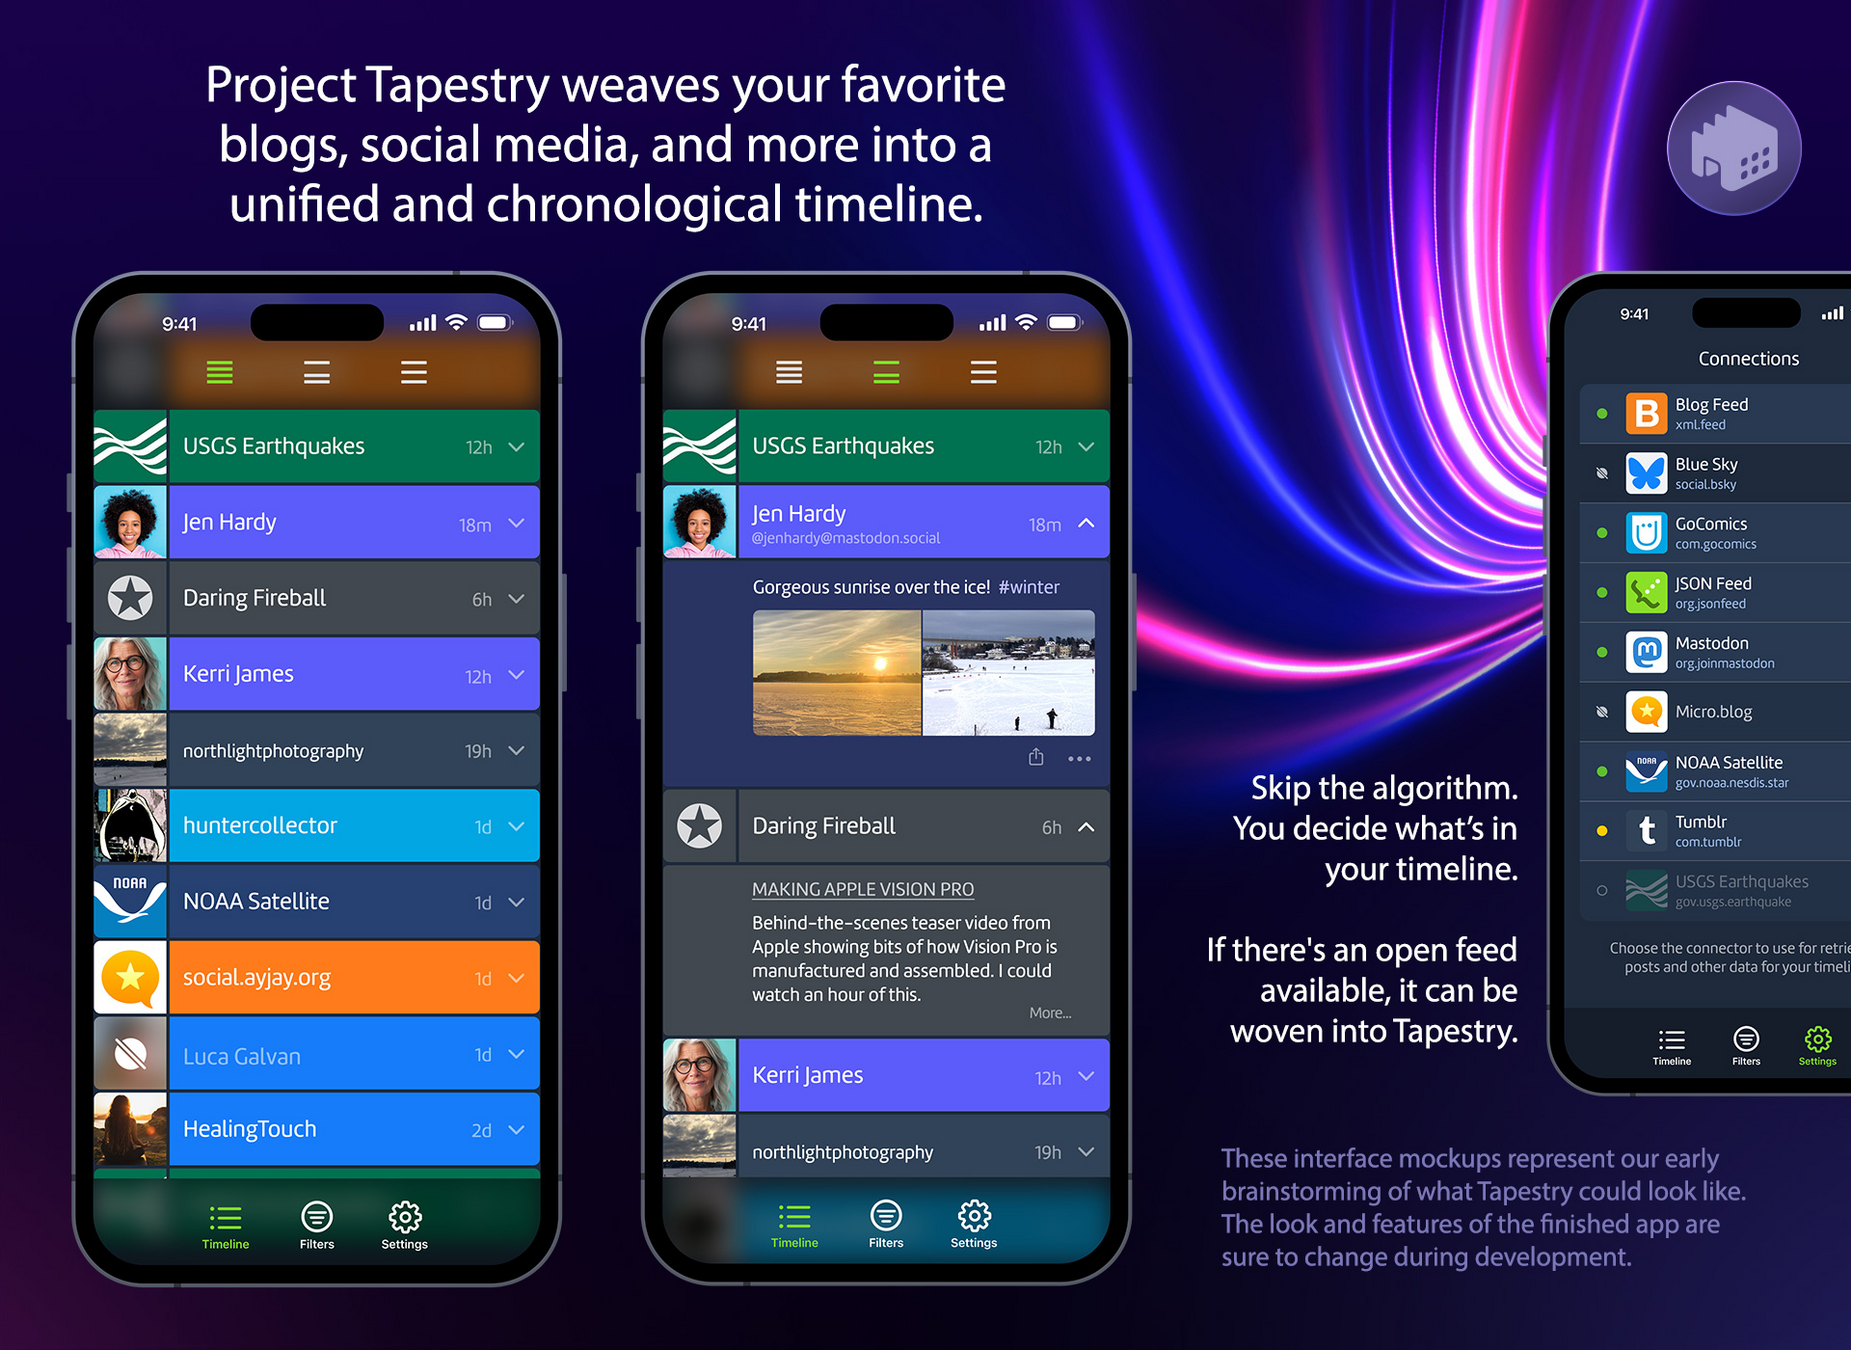 Project Tapestry weaves your favorite
blogs, social media, and more into a
unified and chronological timeline.
9:41
USGS Earthquakes 12h
Jen Hardy 18m
Daring Fireball 6h
Kerri James 12h
northlightphotography 19h
huntercollector 1d
NOAA
NOAA Satellite 1d
social.ayjay.org 1d
Luca Galvan 1d
HealingTouch 2d
Timeline Filters Settings
9:41
USGS Earthquakes 12h
Jen Hardy 18m
@jenhardy@mastodon.social
Gorgeous sunrise over the ice! #winter
Daring Fireball 6h
MAKING APPLE VISION PRO
Behind-the-scenes teaser video from
Apple showing bits of how Vision Pro is
manufactured and assembled. I could
watch an hour of this.
More...
Kerri James 12h
northlightphotography 19h
Timeline Filters Settings
Skip the algorithm.
You decide what's in
your timeline.
If there's an open feed
available, it can be
woven into Tapestry.
9:41
Connections
B
Blog Feed
xml.feed
Blue Sky
social.bsky
GoComics
com.gocomics
JSON Feed
org.jsonfeed
m
Mastodon
org.joinmastodon
Micro.blog
NOAA
NOAA Satellite
gov.noaa.nesdis.star
t
Tumblr
com.tumblr
USGS Earthquakes
gov.usgs.earthquake
Choose the connector to use for retrie
posts and other data for your timeli
Timeline Filters Settings
These interface mockups represent our early
brainstorming of what Tapestry could look like.
The look and features of the finished app are
sure to change during development.